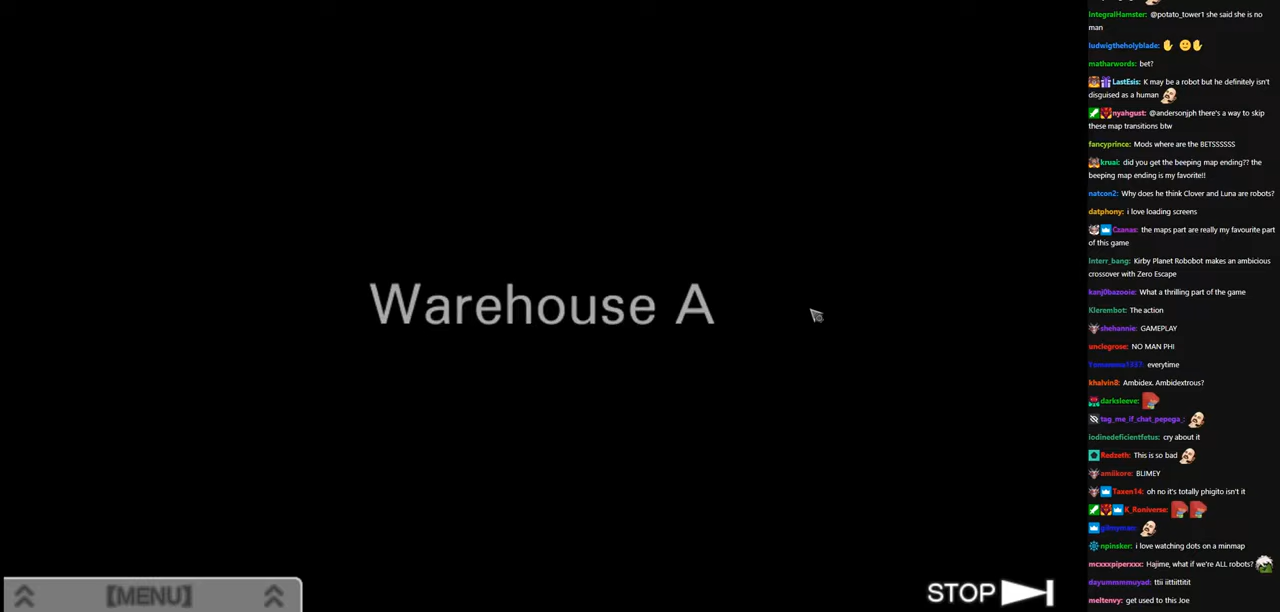 IntegralHamster: @potato_tower1 she said she is no
man
ludwigtheholyblade:
matharwords: bet?
LastEsis: K may be a robot but he definitely isn't
disguised as a human
nyahgust: @andersonjph there's a way to skip
these map transitions btw
fancyprince: Mods where are the BETSSSSSS
kruai: did you get the beeping map ending?? the
beeping map ending is my favorite!!
natcon2: Why does he think Clover and Luna are robots?
datphony: i love loading screens
Czanas: the maps part are really my favourite part
of this game
Interr_bang: Kirby Planet Robobot makes an ambicious
crossover with Zero Escape
kanj0bazooie: What a thrilling part of the game
Klerembot: The action
shehannie: GAMEPLAY
unclegrose: NO MAN PHI
everytime
khalvin8: Ambidex. Ambidextrous?
darksleeve:
tag_me_if_chat_pepega_:
iodinedeficientfetus: cry about it
Redzeth: This is so bad
amiikore: BLIMEY
Taxen14: oh no it's totally phigito isn't it
K_Roniverse:
gilmyman:
npinsker: i love watching dots on a minmap
mcxxxpiperxxx: Hajime, what if we're ALL robots?
dayummmmuyad: ttii iittiittitit
meltenvy: get used to this Joe
Warehouse A
[MENU]
STOP